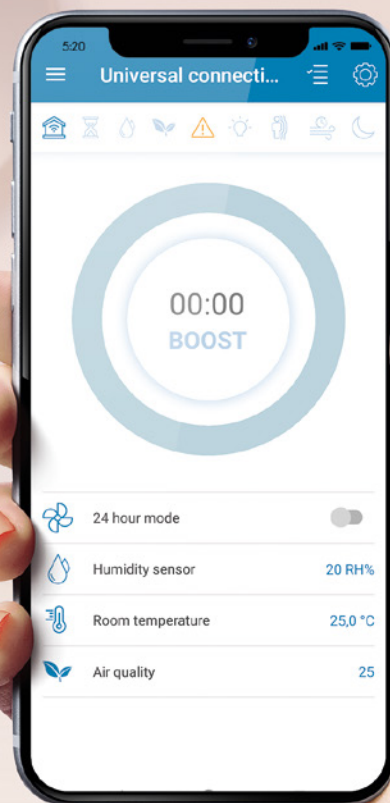 5:20
Universal connecti...
00:00
BOOST
24 hour mode
Humidity sensor 20 RH%
Room temperature 25,0 °C
Air quality 25